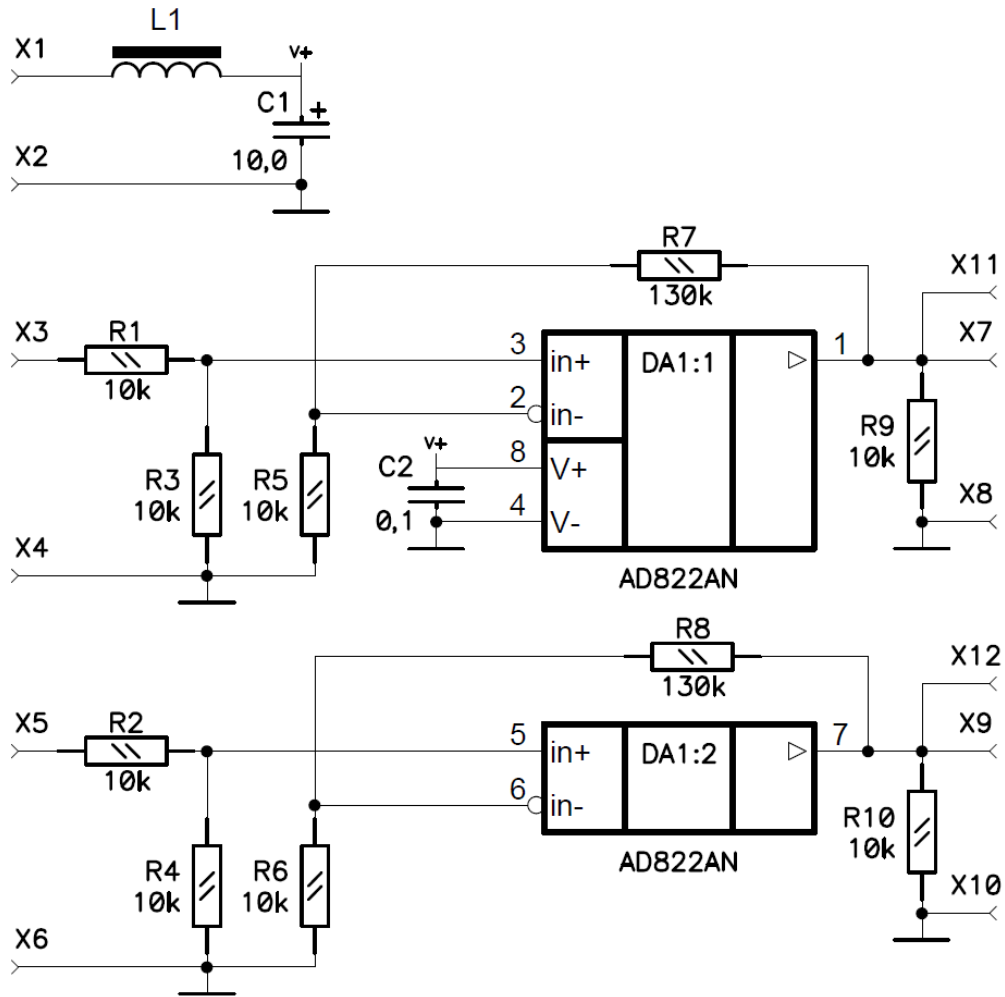 L1
X1
v+
C1 +
X2
10,0
R7
X11
130k
X3
R1
3
in+
DA1:1
1
X7
10k
2
in-
R9
10k
v+
C2
8
V+
R3
10k
R5
10k
0,1
4
V-
X8
X4
AD822AN
R8
X12
130k
X5
R2
5
in+
DA1:2
7
X9
10k
6
in-
R10
10k
AD822AN
R4
10k
R6
10k
X10
X6